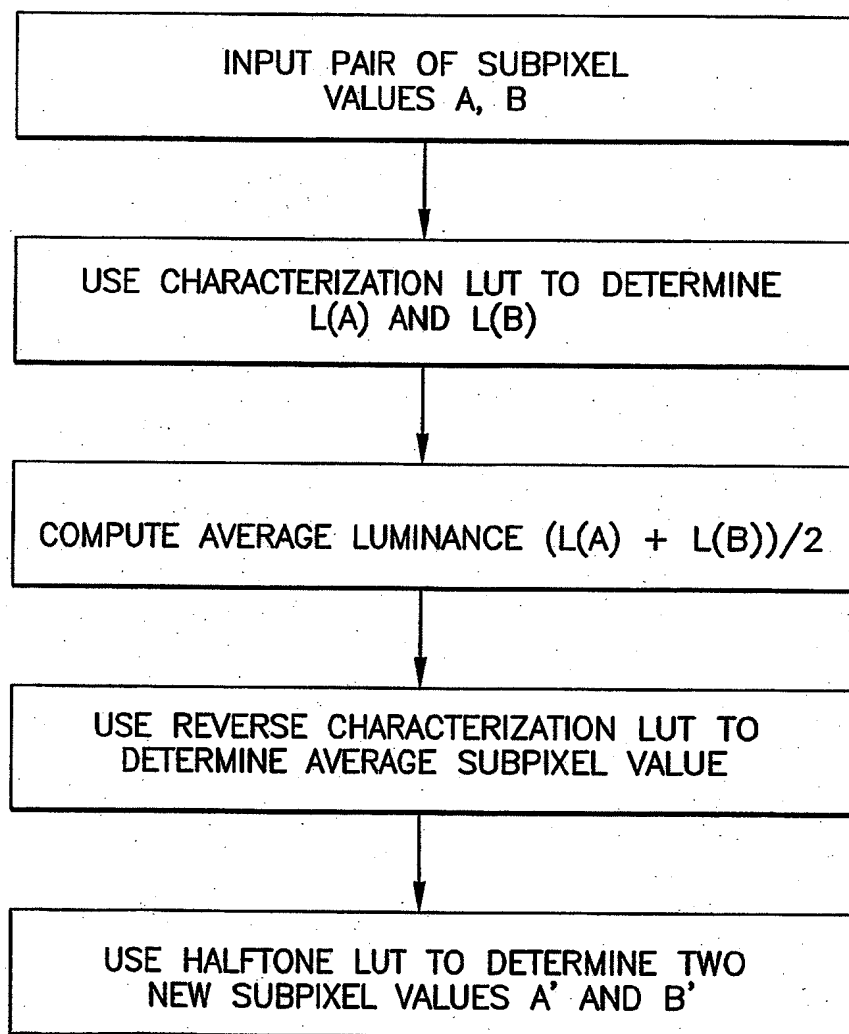 INPUT PAIR OF SUBPIXEL
VALUES A, B
USE CHARACTERIZATION LUT TO DETERMINE
L(A) AND L(B)
COMPUTE AVERAGE LUMINANCE (L(A) + L(B))/2
USE REVERSE CHARACTERIZATION LUT TO
DETERMINE AVERAGE SUBPIXEL VALUE
USE HALFTONE LUT TO DETERMINE TWO
NEW SUBPIXEL VALUES A' AND B'